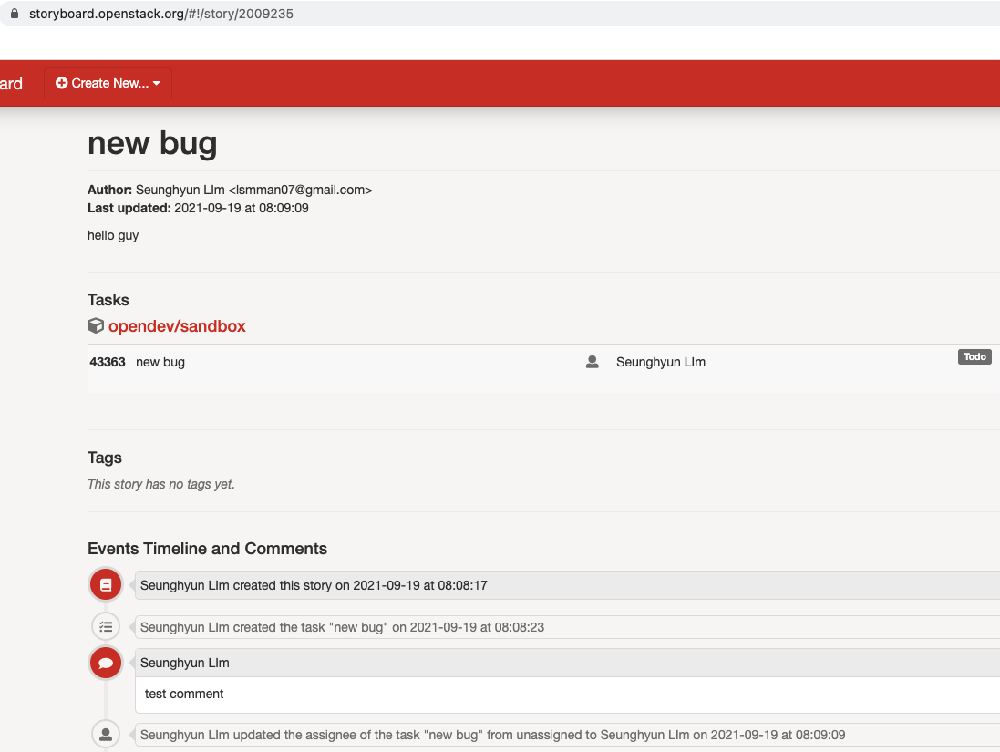 storyboard.openstack.org/#!/story/2009235
ard Create New...
new bug
Author: Seunghyun LIm <lsmman07@gmail.com>
Last updated: 2021-09-19 at 08:09:09
hello guy
Tasks
opendev/sandbox
43363 new bug Seunghyun LIm Todo
Tags
This story has no tags yet.
Events Timeline and Comments
Seunghyun LIm created this story on 2021-09-19 at 08:08:17
Seunghyun LIm created the task "new bug" on 2021-09-19 at 08:08:23
Seunghyun LIm
test comment
Seunghyun LIm updated the assignee of the task "new bug" from unassigned to Seunghyun LIm on 2021-09-19 at 08:09:09